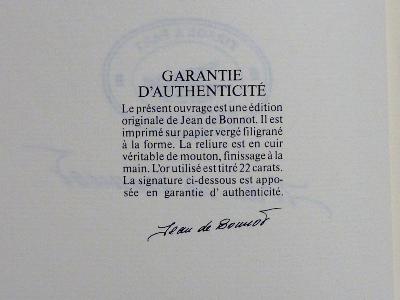 GARANTIE
D'AUTHENTICITÉ
Le présent ouvrage est une édition
originale de Jean de Bonnot. Il est
imprimé sur papier vergé filigrané
à la forme. La reliure est en cuir
véritable de mouton, finissage à la
main. L'or utilisé est titré 22 carats.
La signature ci-dessous est appo-
sée en garantie d'authenticité.
Jean de Bonnot